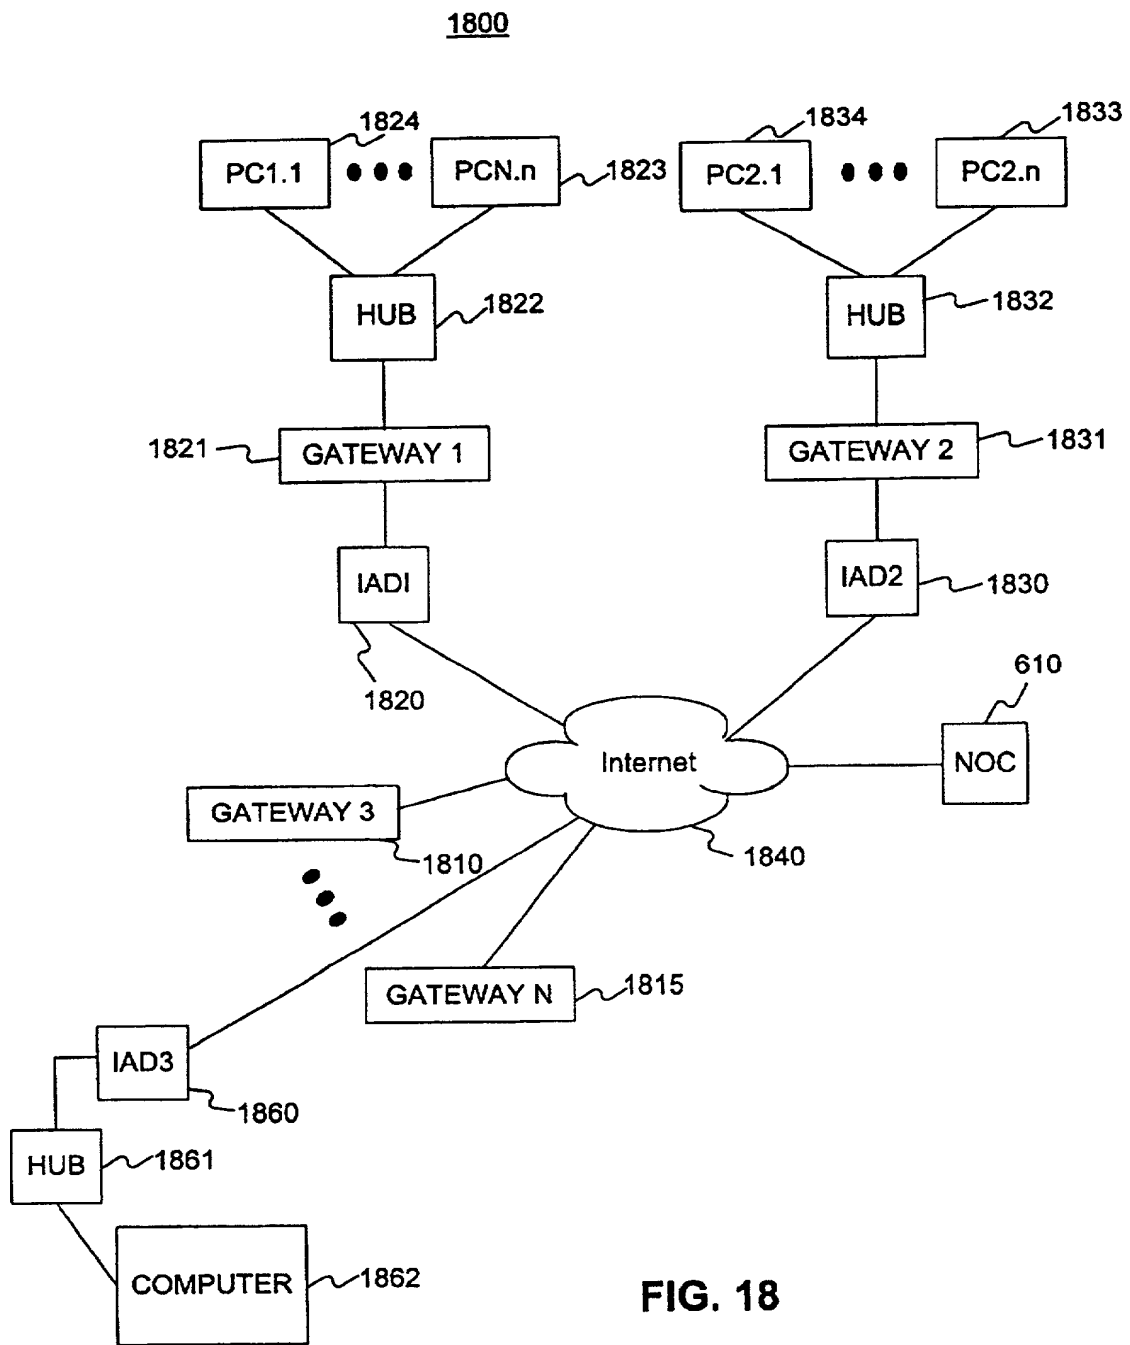 1800
1824
1834
1833
PC1.1
PCN.n
1823
PC2.1
PC2.n
HUB
1822
HUB
1832
1821
GATEWAY 1
GATEWAY 2
1831
IADI
IAD2
1830
1820
610
Internet
NOC
GATEWAY 3
1810
1840
GATEWAY N
1815
IAD3
1860
HUB
1861
COMPUTER
1862
FIG. 18